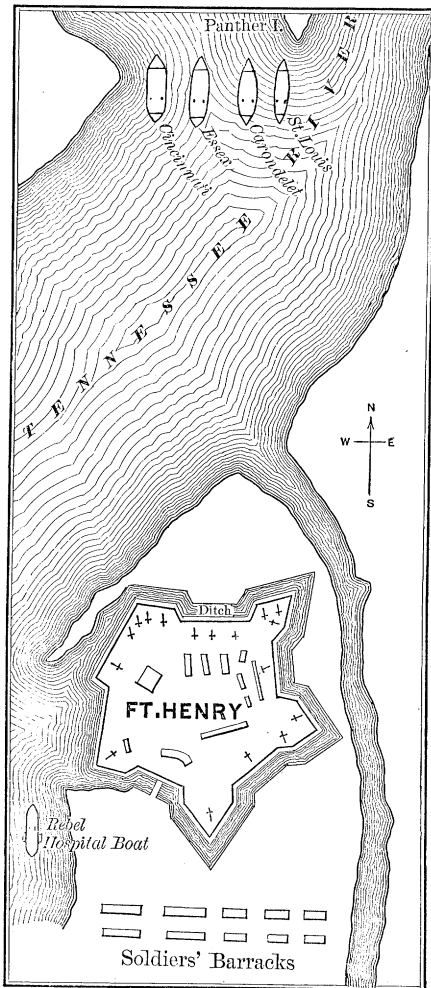 Panther I.
RIVER
Cincinnati
Essex
Carondelet
St. Louis
TENNESSEE
N
W E
S
Ditch
FT. HENRY
Rebel
Hospital Boat
Soldiers' Barracks